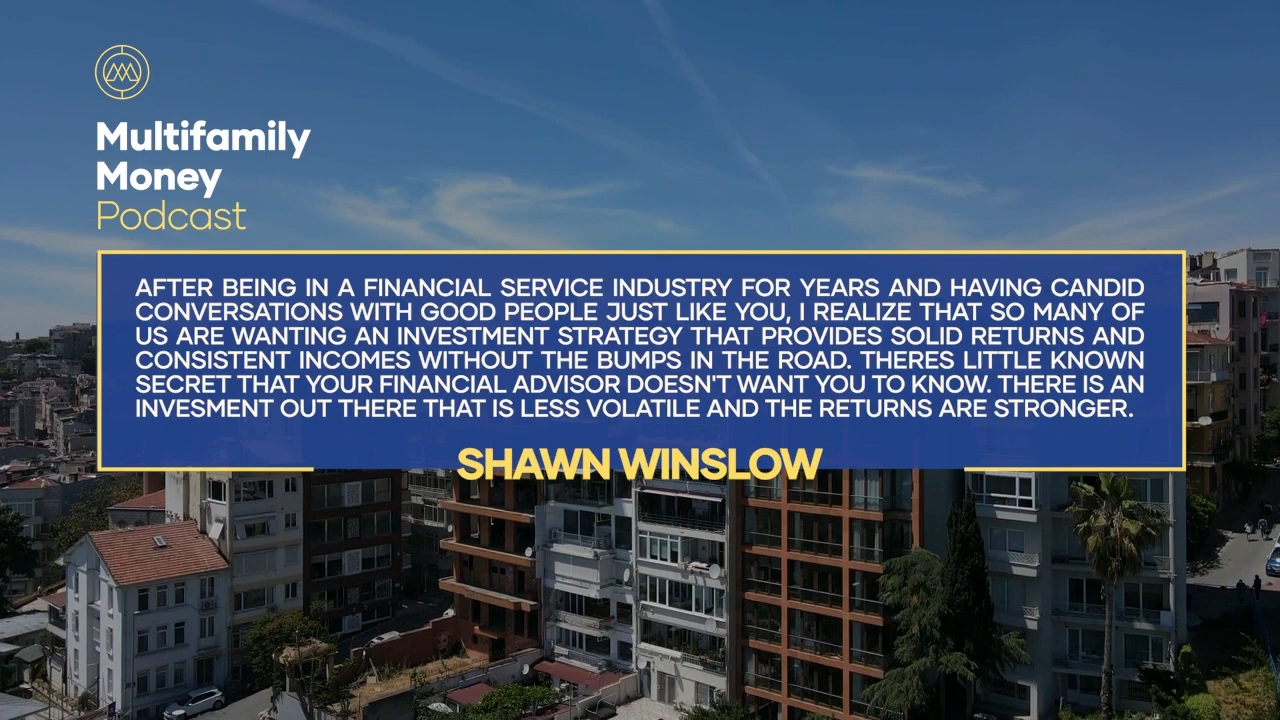 Multifamily
Money
Podcast
AFTER BEING IN A FINANCIAL SERVICE INDUSTRY FOR YEARS AND HAVING CANDID
CONVERSATIONS WITH GOOD PEOPLE JUST LIKE YOU, I REALIZE THAT SO MANY OF
US ARE WANTING AN INVESTMENT STRATEGY THAT PROVIDES SOLID RETURNS AND
CONSISTENT INCOMES WITHOUT THE BUMPS IN THE ROAD. THERES LITTLE KNOWN
SECRET THAT YOUR FINANCIAL ADVISOR DOESN'T WANT YOU TO KNOW. THERE IS AN
INVESMENT OUT THERE THAT IS LESS VOLATILE AND THE RETURNS ARE STRONGER.
SHAWN WINSLOW